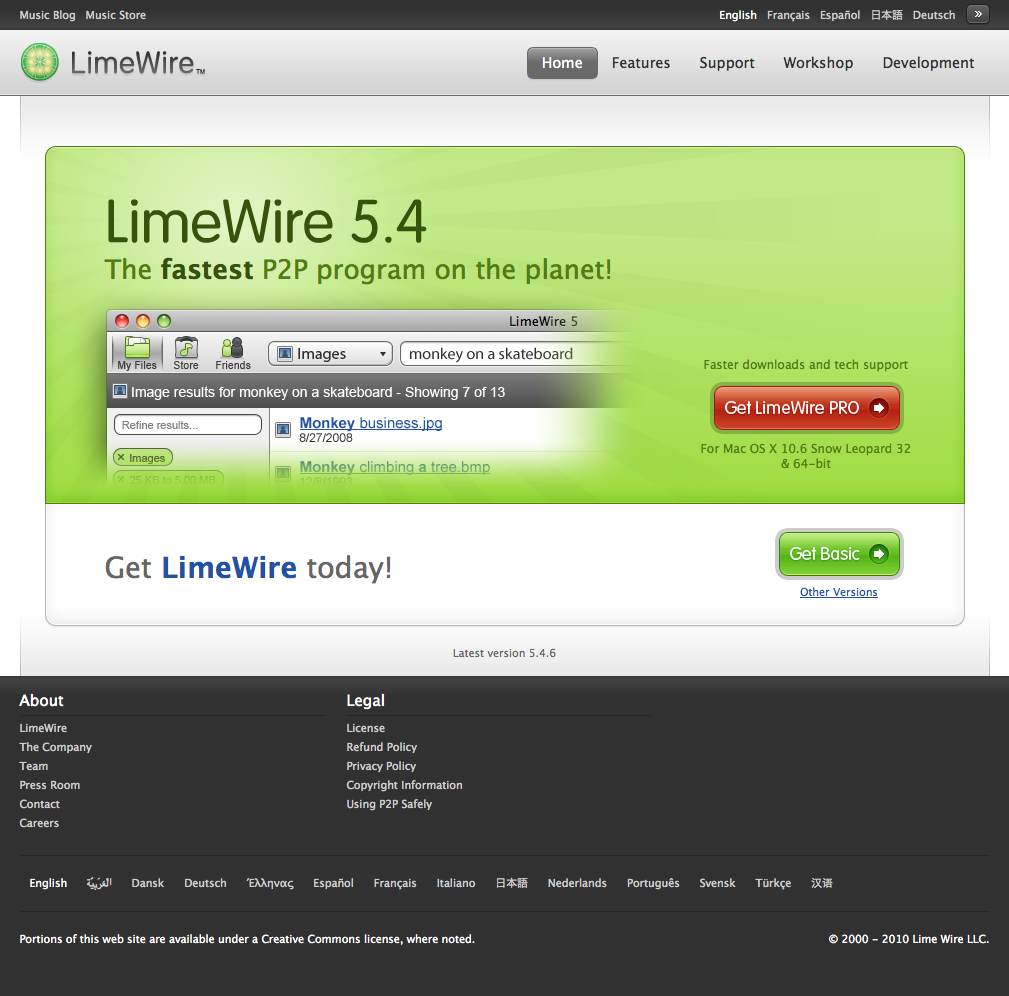 Music Blog Music Store
English Français Español 日本語 Deutsch »
LimeWire™
Home Features Support Workshop Development
LimeWire 5.4
The fastest P2P program on the planet!
LimeWire 5
My Files Store Friends
Images
monkey on a skateboard
Image results for monkey on a skateboard - Showing 7 of 13
Refine results...
Monkey business.jpg
8/27/2008
× Images
Monkey climbing a tree.bmp
× 25 KB to 5.00 MB
12/8/1993
Faster downloads and tech support
Get LimeWire PRO
For Mac OS X 10.6 Snow Leopard 32
& 64-bit
Get LimeWire today!
Get Basic
Other Versions
Latest version 5.4.6
About
LimeWire
The Company
Team
Press Room
Contact
Careers
Legal
License
Refund Policy
Privacy Policy
Copyright Information
Using P2P Safely
English العَرَبِيَّة Dansk Deutsch Έλληνας Español Français Italiano 日本語 Nederlands Português Svensk Türkçe 汉语
Portions of this web site are available under a Creative Commons license, where noted.
© 2000 – 2010 Lime Wire LLC.